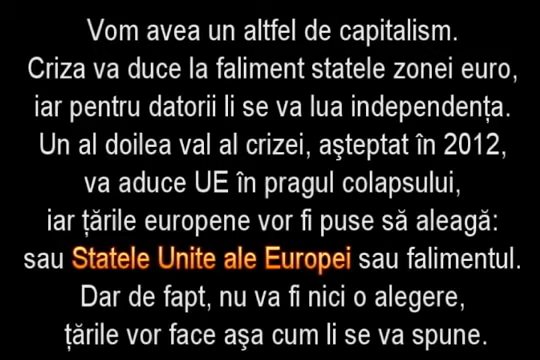 Vom avea un altfel de capitalism.
Criza va duce la faliment statele zonei euro,
iar pentru datorii li se va lua independența.
Un al doilea val al crizei, aşteptat în 2012,
va aduce UE în pragul colapsului,
iar țările europene vor fi puse să aleagă:
sau Statele Unite ale Europei sau falimentul.
Dar de fapt, nu va fi nici o alegere,
țările vor face aşa cum li se va spune.